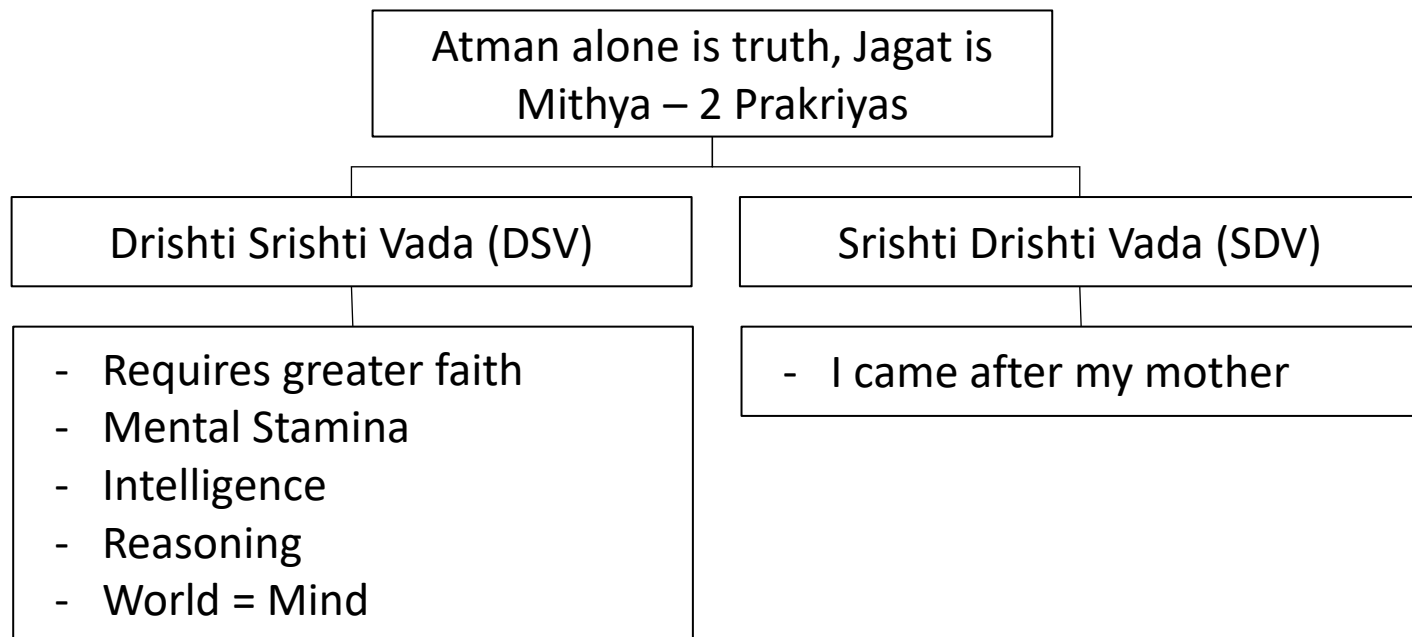 Atman alone is truth, Jagat is
Mithya – 2 Prakriyas
Drishti Srishti Vada (DSV)
Srishti Drishti Vada (SDV)
- Requires greater faith
- Mental Stamina
- Intelligence
- Reasoning
- World = Mind
- I came after my mother